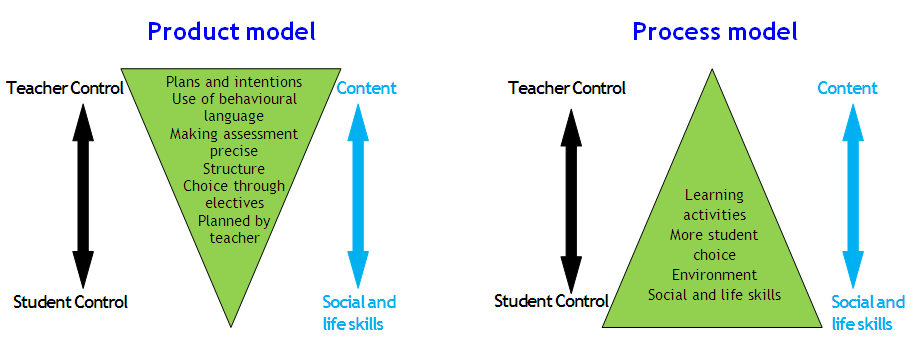 Product model
Teacher Control
Plans and intentions
Use of behavioural
language
Making assessment
precise
Structure
Choice through
electives
Planned by
teacher
Content
Student Control
Social and
life skills
Process model
Teacher Control
Content
Learning
activities
More student
choice
Environment
Social and life skills
Student Control
Social and
life skills